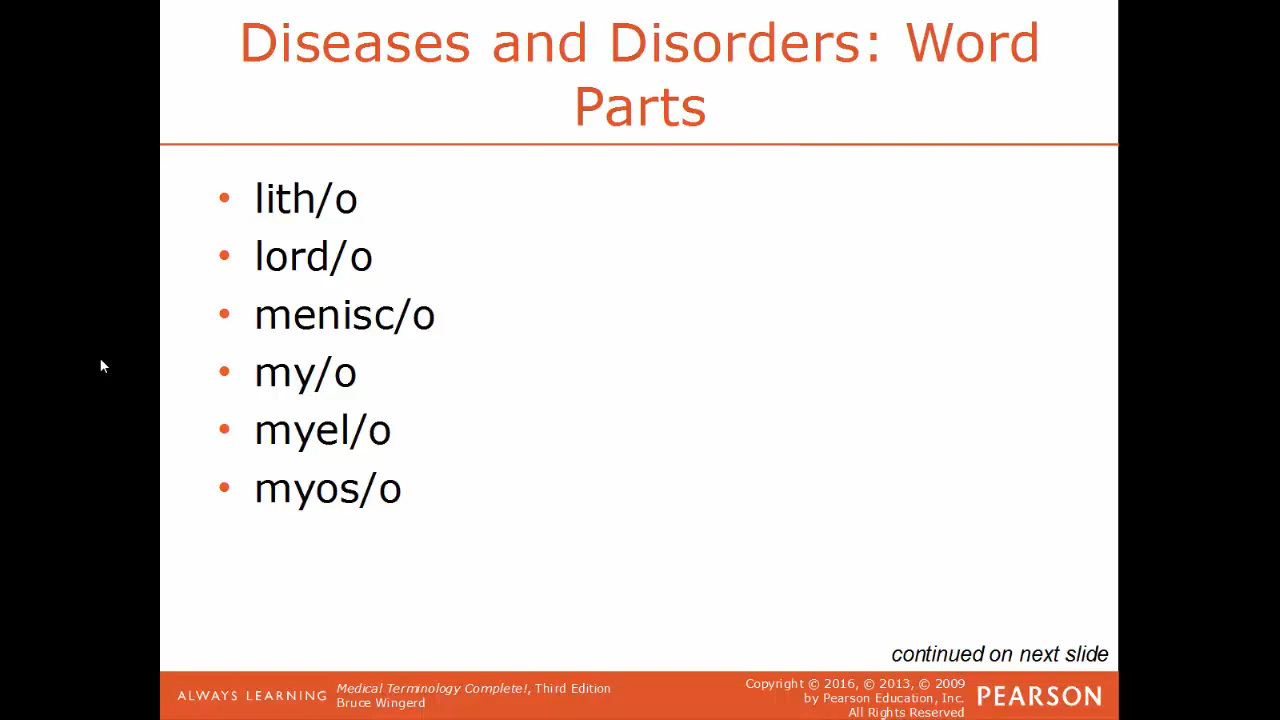 Diseases and Disorders: Word
Parts
• lith/o
• lord/o
• menisc/o
• my/o
• myel/o
• myos/o
continued on next slide
ALWAYS LEARNING
Medical Terminology Complete!, Third Edition
Bruce Wingerd
Copyright © 2016, © 2013, © 2009
by Pearson Education, Inc.
All Rights Reserved
PEARSON